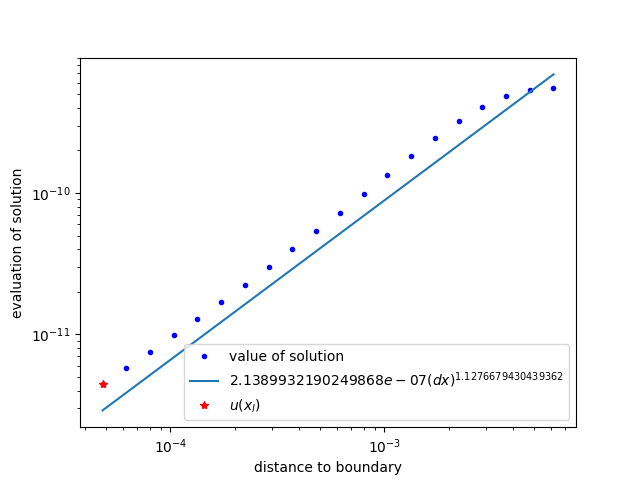 evaluation of solution
10⁻¹⁰
10⁻¹¹
value of solution
2.1389932190249868e − 07(dx)^1.1276679430439362
u(x_l)
10⁻⁴ 10⁻³
distance to boundary